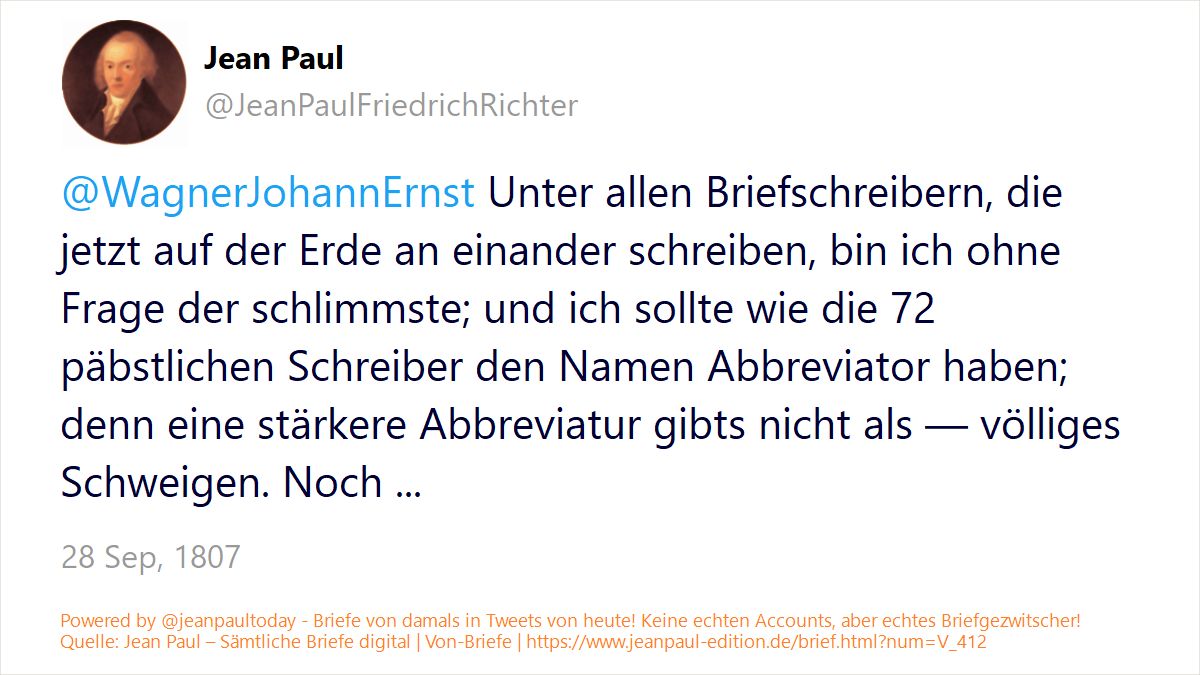 Jean Paul
@JeanPaulFriedrichRichter
@WagnerJohannErnst Unter allen Briefschreibern, die
jetzt auf der Erde an einander schreiben, bin ich ohne
Frage der schlimmste; und ich sollte wie die 72
päbstlichen Schreiber den Namen Abbreviator haben;
denn eine stärkere Abbreviatur gibts nicht als — völliges
Schweigen. Noch ...
28 Sep, 1807
Powered by @jeanpaultoday - Briefe von damals in Tweets von heute! Keine echten Accounts, aber echtes Briefgezwitscher!
Quelle: Jean Paul – Sämtliche Briefe digital | Von-Briefe | https://www.jeanpaul-edition.de/brief.html?num=V_412